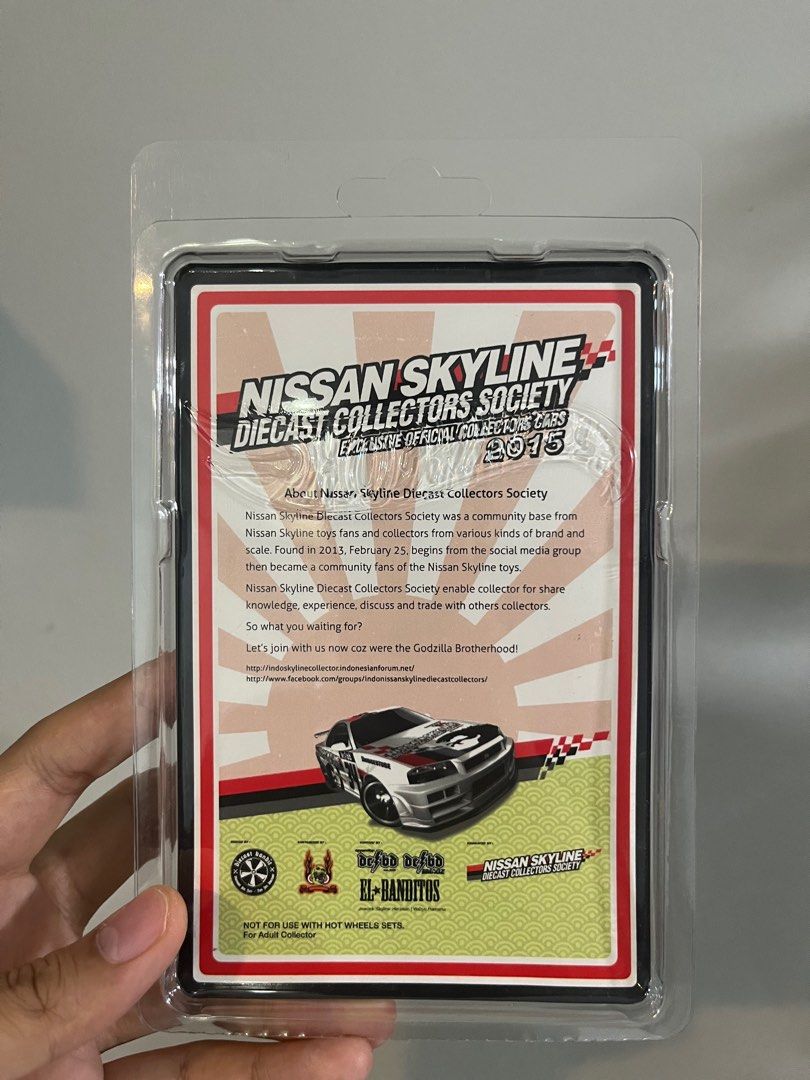 NISSAN SKYLINE
DIECAST COLLECTORS SOCIETY
EXCLUSIVE OFFICIAL COLLECTORS CARS
2015
About Nissan Skyline Diecast Collectors Society
Nissan Skyline Diecast Collectors Society was a community base from
Nissan Skyline toys fans and collectors from various kinds of brand and
scale. Found in 2013, February 25, begins from the social media group
then became a community fans of the Nissan Skyline toys.
Nissan Skyline Diecast Collectors Society enable collector for share
knowledge, experience, discuss and trade with others collectors.
So what you waiting for?
Let's join with us now coz were the Godzilla Brotherhood!
http://indoskylinecollector.indonesianforum.net/
http://www.facebook.com/groups/indonissanskylinediecastcollectors/
defbd defbd
EL★BANDITOS
NISSAN SKYLINE
DIECAST COLLECTORS SOCIETY
NOT FOR USE WITH HOT WHEELS SETS.
For Adult Collector